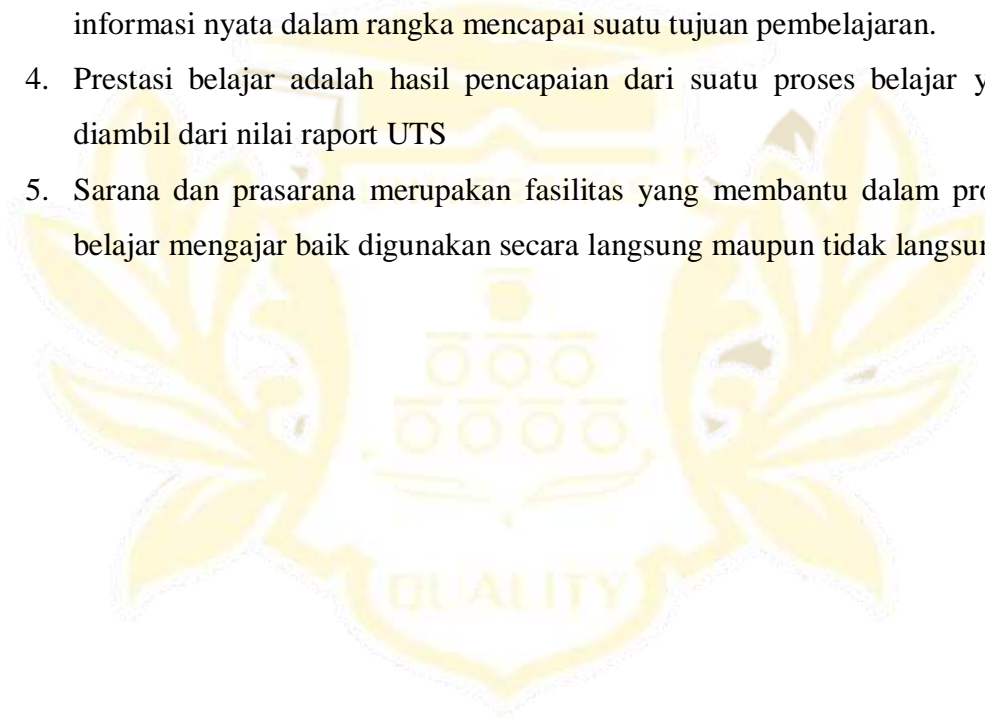 informasi nyata dalam rangka mencapai suatu tujuan pembelajaran.
4. Prestasi belajar adalah hasil pencapaian dari suatu proses belajar
diambil dari nilai raport UTS
5. Sarana dan prasarana merupakan fasilitas yang membantu dalam
belajar mengajar baik digunakan secara langsung maupun tidak
QUALITY